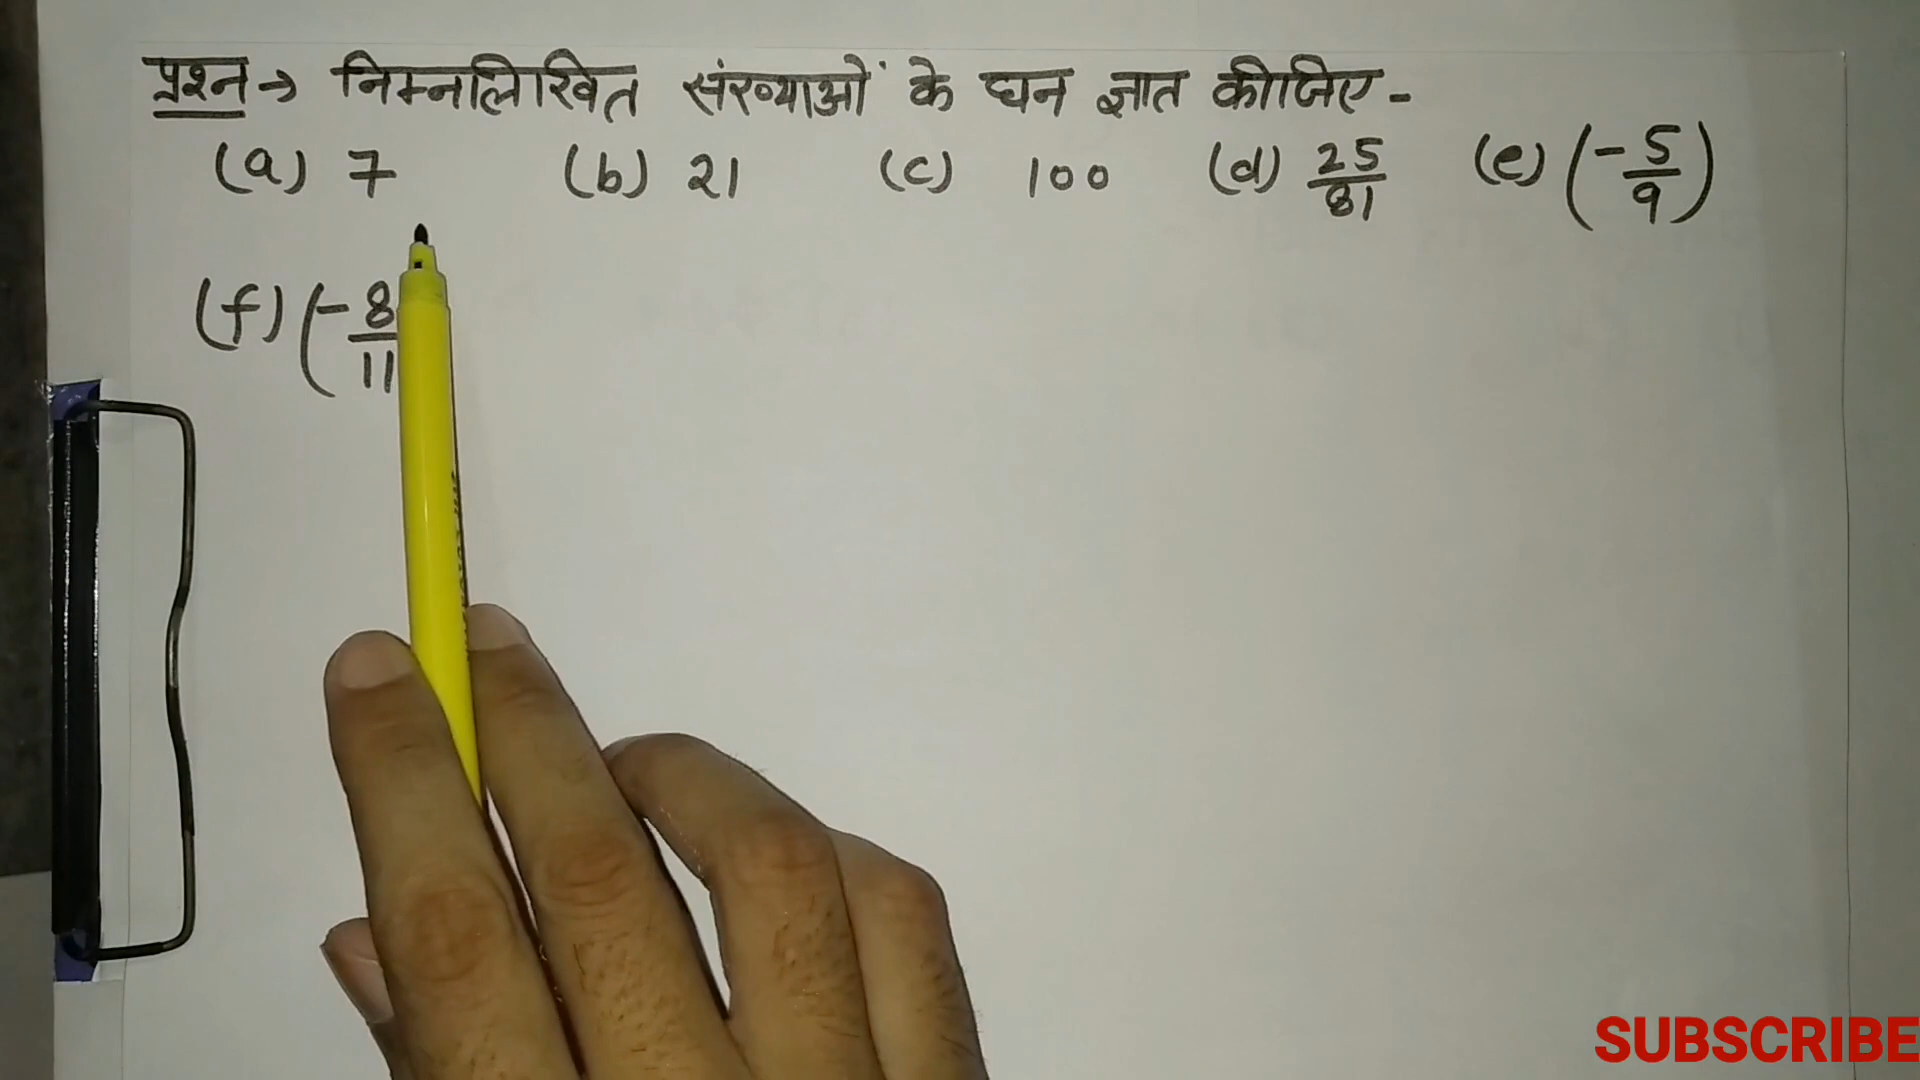 प्रश्न → निम्नलिखित संख्याओं के घन ज्ञात कीजिए -
(a) 7 (b) 21 (c) 100 (d) 25/81 (e) (-5/9)
(f) (-8/11
SUBSCRIBE